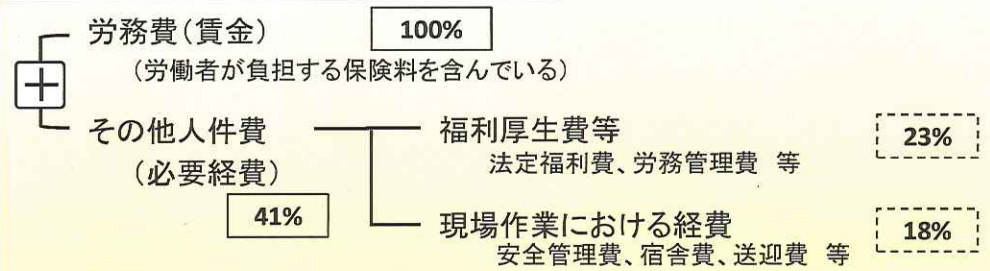 労務費(賃金) 100%
(労働者が負担する保険料を含んでいる)
+
その他人件費 福利厚生費等 23%
(必要経費) 法定福利費、労務管理費 等
41% 現場作業における経費 18%
安全管理費、宿舎費、送迎費 等